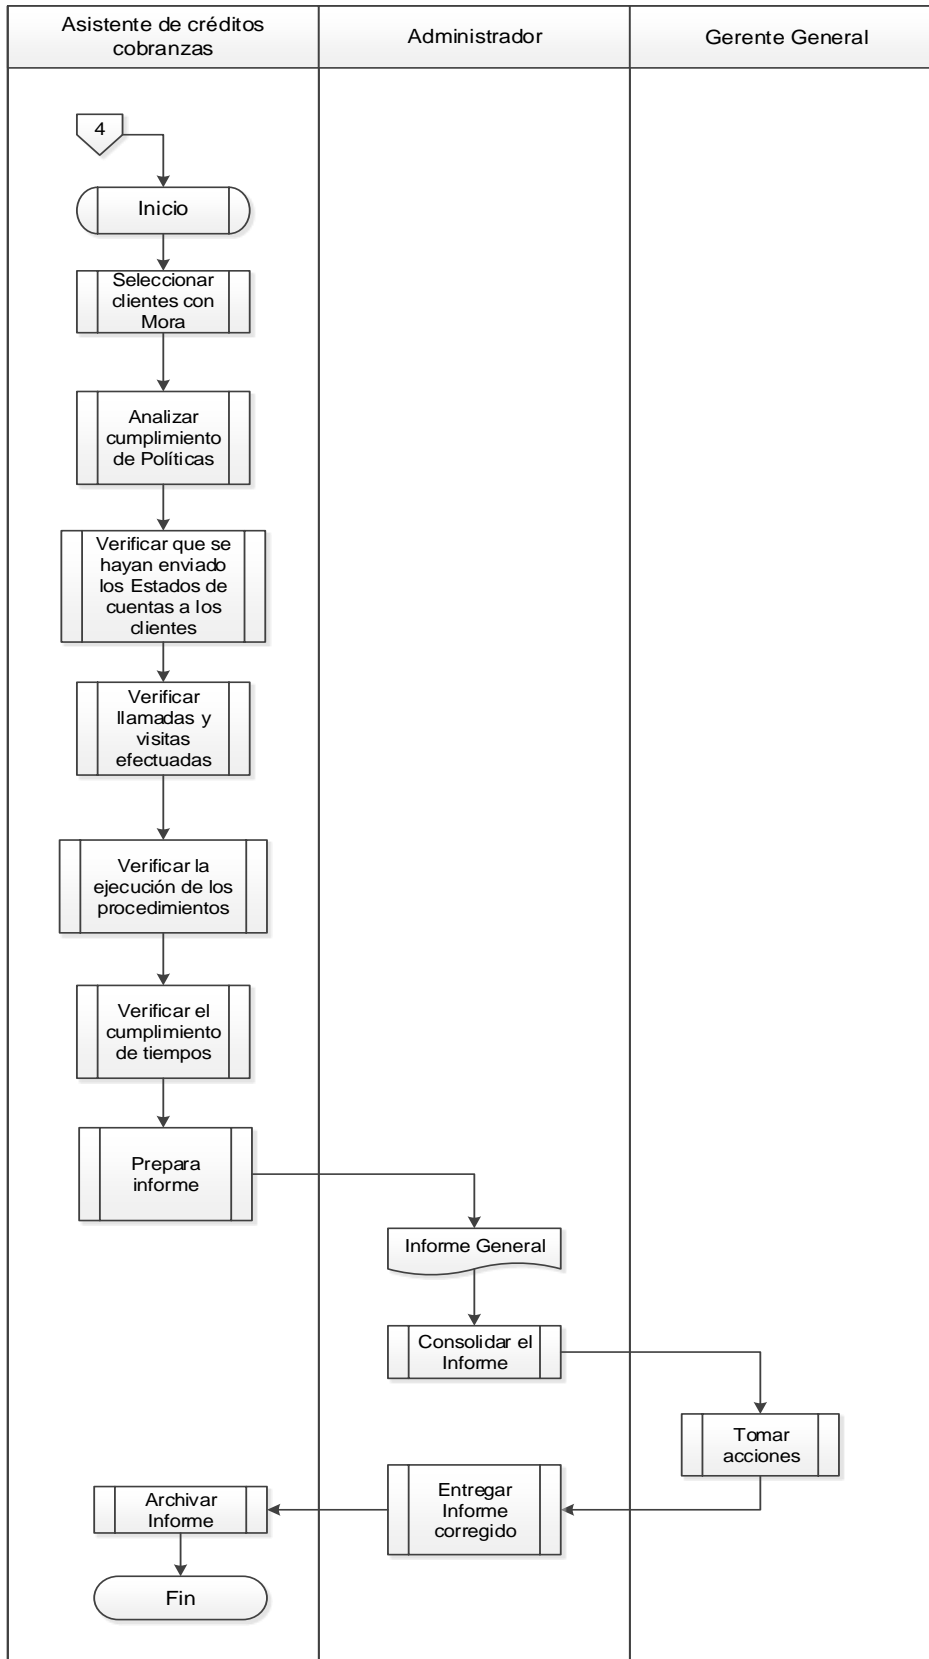 Asistente de créditos
cobranzas
Administrador
Gerente General
4
Inicio
Seleccionar
clientes con
Mora
Analizar
cumplimiento
de Políticas
Verificar que se
hayan enviado
los Estados de
cuentas a los
clientes
Verificar
llamadas y
visitas
efectuadas
Verificar la
ejecución de los
procedimientos
Verificar el
cumplimiento
de tiempos
Prepara
informe
Informe General
Consolidar el
Informe
Tomar
acciones
Entregar
Informe
corregido
Archivar
Informe
Fin